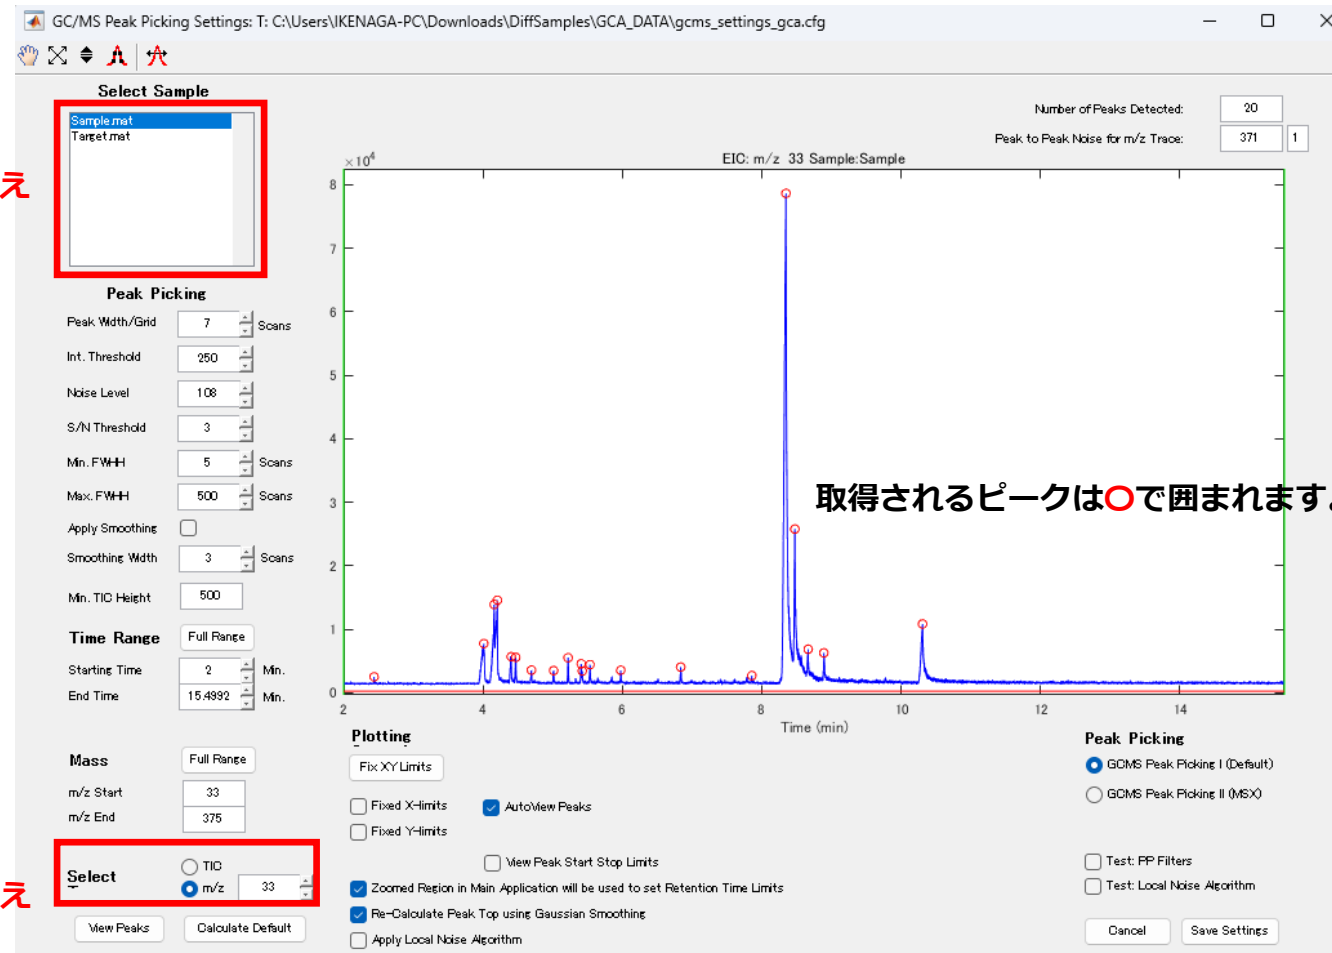 GC/MS Peak Picking Settings: T: C:\Users\IKENAGA-PC\Downloads\DiffSamples\GCA_DATA\gcms_settings_gca.cfg
Select Sample
Sample.mat
Target.mat
え
Number of Peaks Detected: 20
Peak to Peak Noise for m/z Trace: 371 1
EIC: m/z 33 Sample:Sample
×10⁴
8
7
6
5
4
3
2
1
0
2 4 6 8 10 12 14
Time (min)
取得されるピークは〇で囲まれます。
Peak Picking
Peak Width/Grid 7 Scans
Int. Threshold 250
Noise Level 108
S/N Threshold 3
Min. FWHH 5 Scans
Max. FWHH 500 Scans
Apply Smoothing
Smoothing Width 3 Scans
Min. TIC Height 500
Time Range Full Range
Starting Time 2 Min.
End Time 15.4992 Min.
Mass Full Range
m/z Start 33
m/z End 375
え
Select
TIC
m/z 33
View Peaks Calculate Default
Plotting
Fix XY Limits
Fixed X-limits AutoView Peaks
Fixed Y-limits
View Peak Start Stop Limits
Zoomed Region in Main Application will be used to set Retention Time Limits
Re-Calculate Peak Top using Gaussian Smoothing
Apply Local Noise Algorithm
Peak Picking
GCMS Peak Picking I (Default)
GCMS Peak Picking II (MSX)
Test: PP Filters
Test: Local Noise Algorithm
Cancel Save Settings